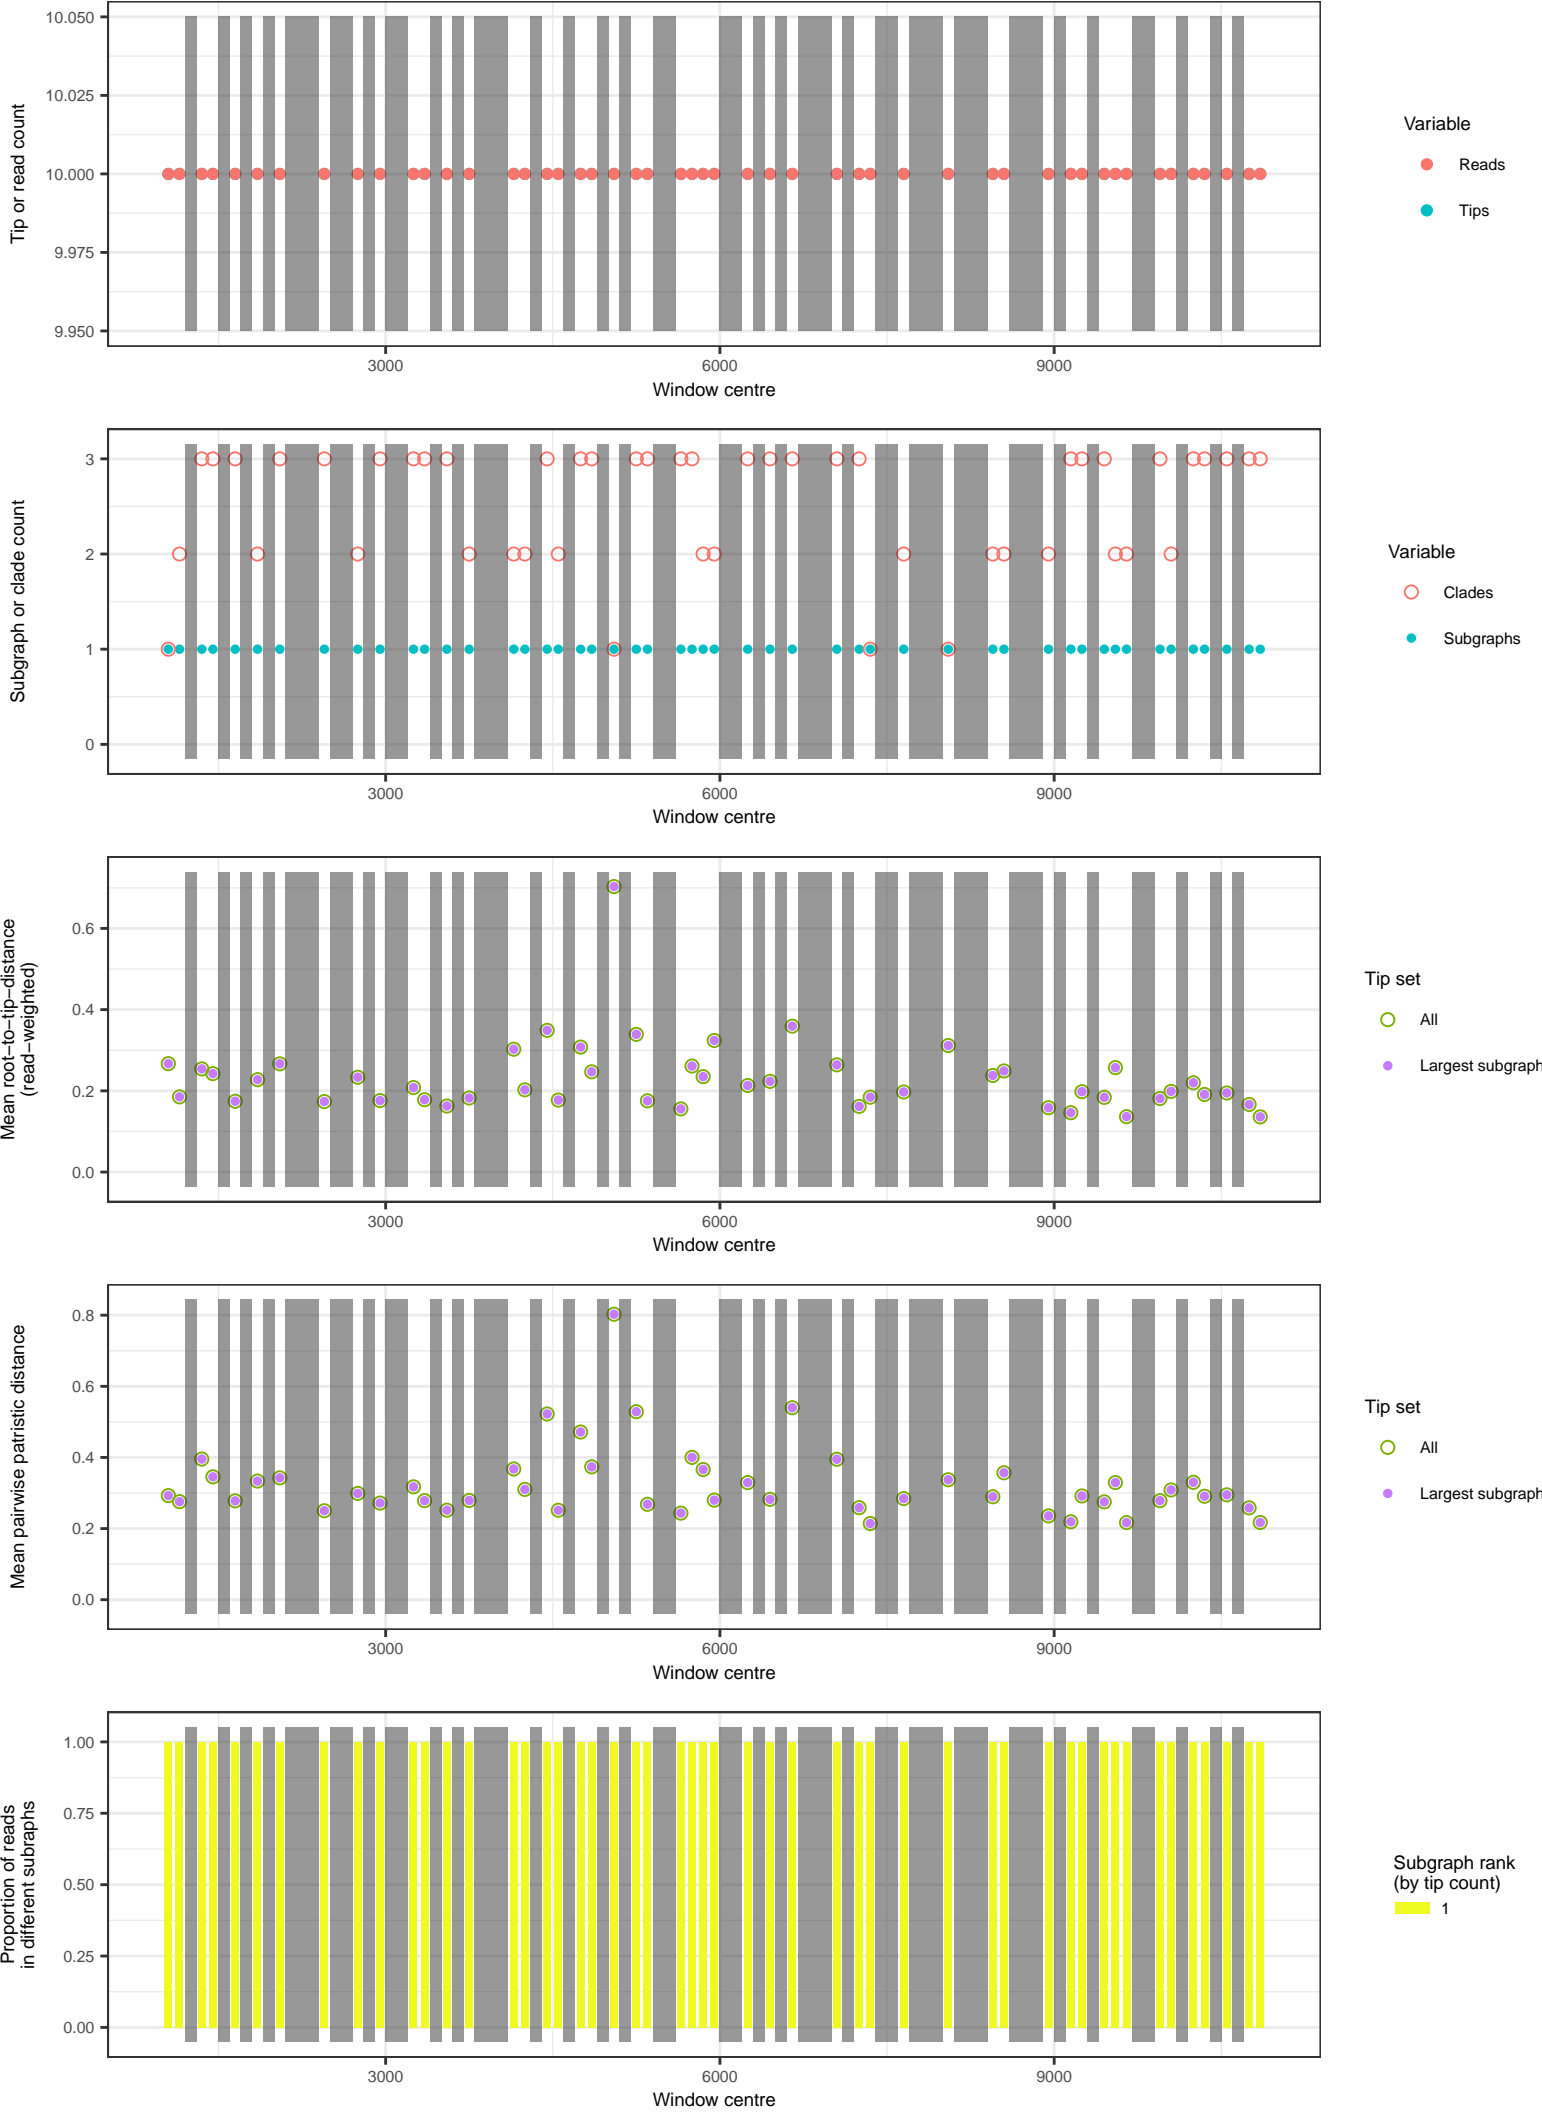 10.050
10.025
10.000
9.975
9.950
Tip or read count
3000
6000
9000
Window centre
Variable
Reads
Tips
3
2
1
0
Subgraph or clade count
3000
6000
9000
Window centre
Variable
Clades
Subgraphs
0.6
0.4
0.2
0.0
Mean root−to−tip−distance
(read−weighted)
3000
6000
9000
Window centre
Tip set
All
Largest subgraph
0.8
0.6
0.4
0.2
0.0
Mean pairwise patristic distance
3000
6000
9000
Window centre
Tip set
All
Largest subgraph
1.00
0.75
0.50
0.25
0.00
Proportion of reads
in different subraphs
3000
6000
9000
Window centre
Subgraph rank
(by tip count)
1